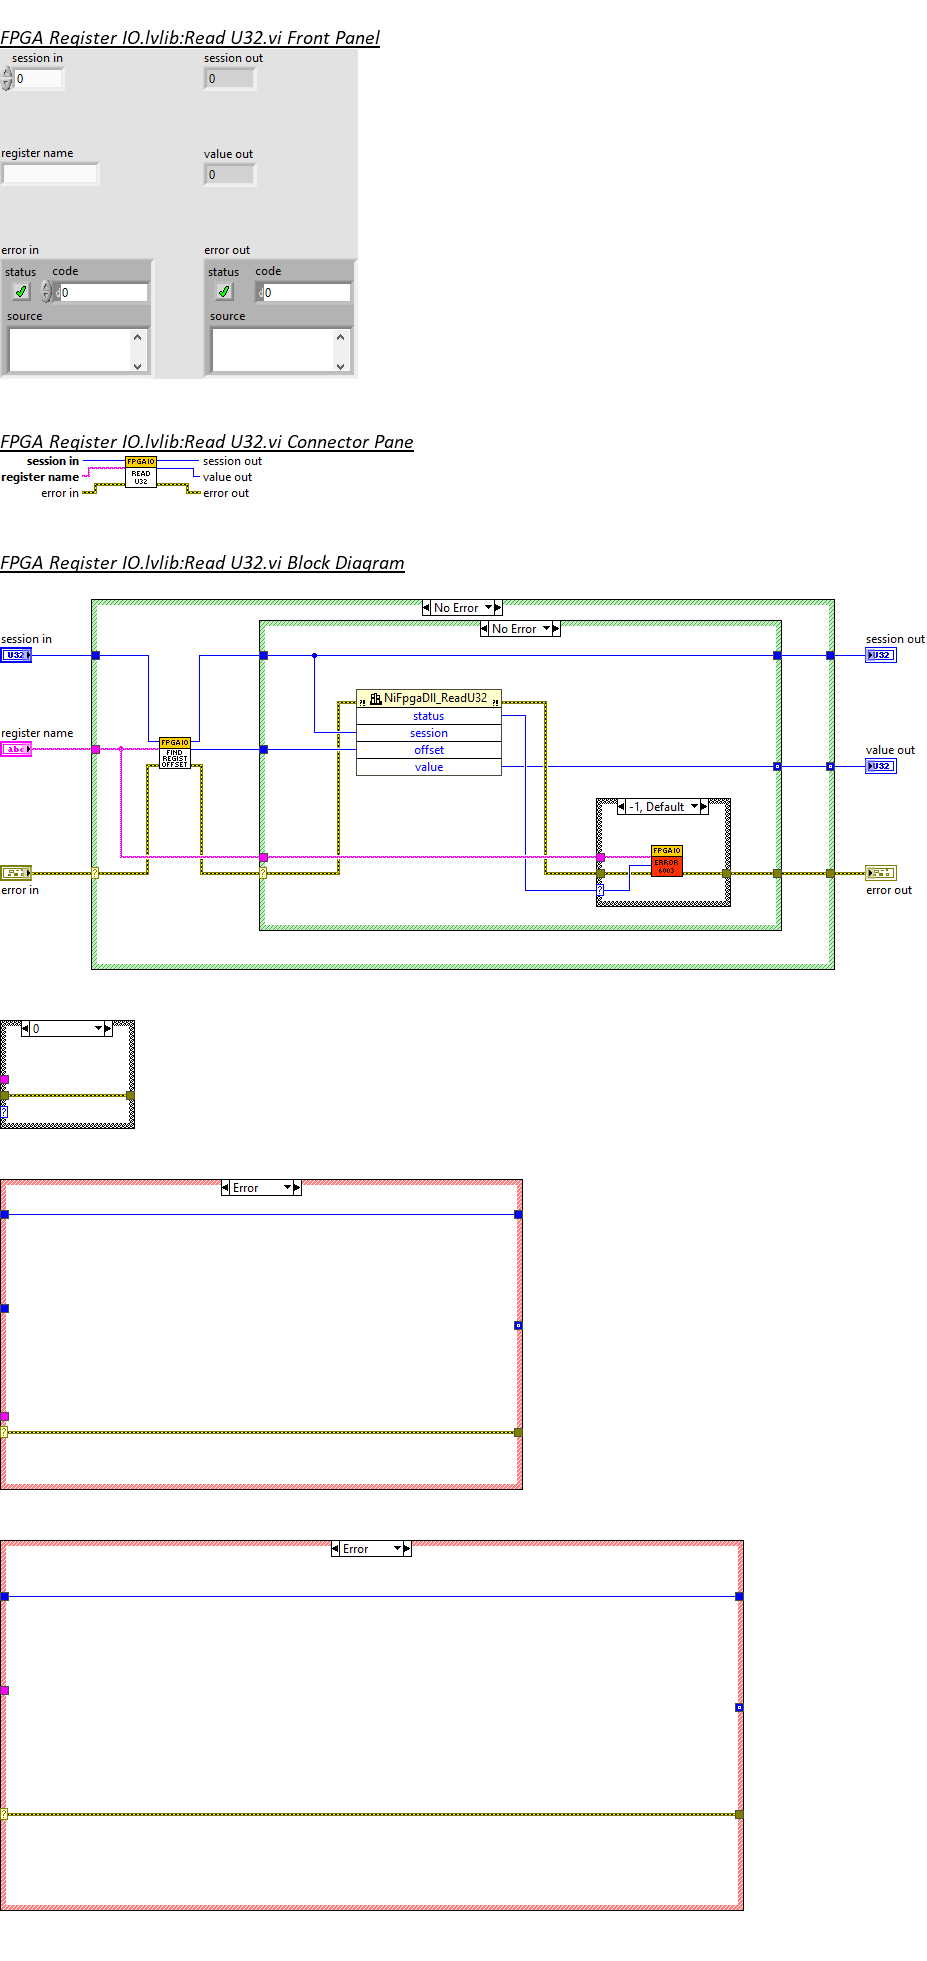 FPGA Register IO.lvlib:Read U32.vi Front Panel
session in session out
0 0
register name value out
0
error in error out
status code status code
d0 d0
source source
FPGA Register IO.lvlib:Read U32.vi Connector Pane
session in FPGA IO session out
register name READ U32 value out
error in error out
FPGA Register IO.lvlib:Read U32.vi Block Diagram
No Error
No Error
session in session out
U32 U32
NiFpgaDll_ReadU32
status
register name session value out
abc FPGA IO FIND REGIST OFFSET offset
value U32
-1, Default
FPGA IO
ERROR
6003
? ?
error in ? error out
0
?
Error
?
Error
?